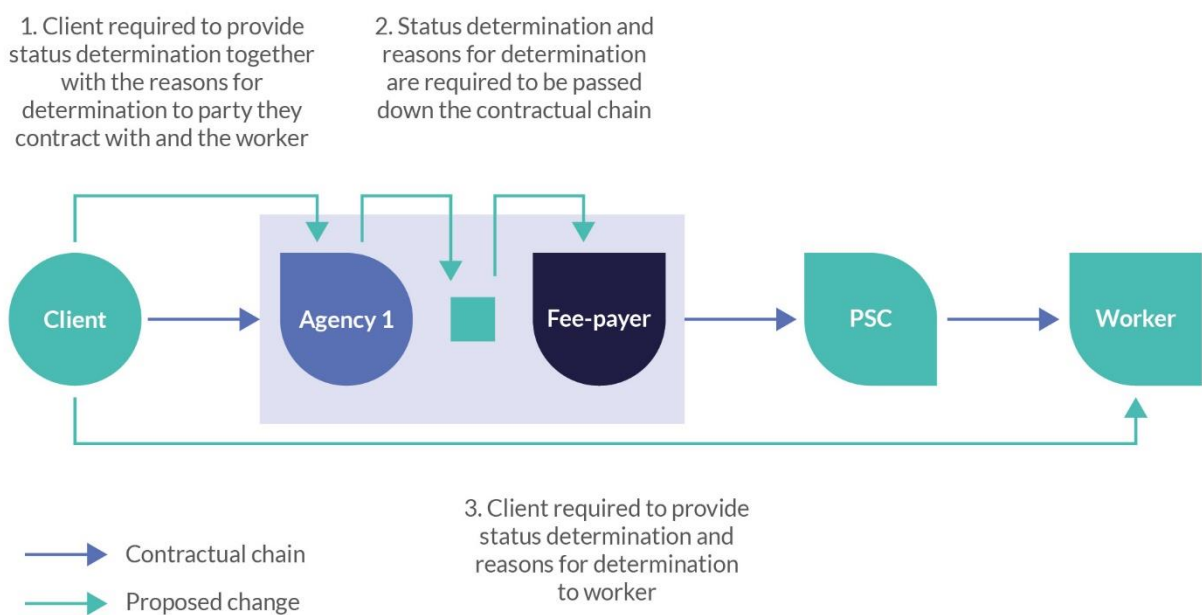 1. Client required to provide
status determination together
with the reasons for
determination to party they
contract with and the worker
2. Status determination and
reasons for determination
are required to be passed
down the contractual chain
Client
Agency 1
Fee-payer
PSC
Worker
3. Client required to provide
status determination and
reasons for determination
to worker
Contractual chain
Proposed change